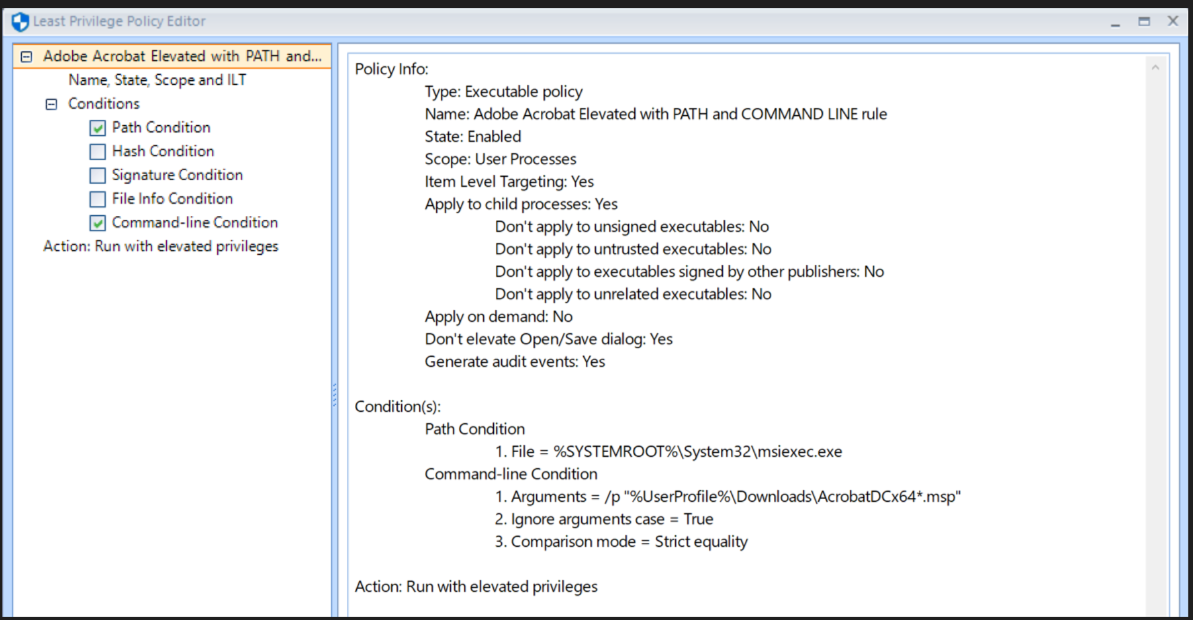 Least Privilege Policy Editor
Adobe Acrobat Elevated with PATH and...
Name, State, Scope and ILT
Conditions
Path Condition
Hash Condition
Signature Condition
File Info Condition
Command-line Condition
Action: Run with elevated privileges
Policy Info:
Type: Executable policy
Name: Adobe Acrobat Elevated with PATH and COMMAND LINE rule
State: Enabled
Scope: User Processes
Item Level Targeting: Yes
Apply to child processes: Yes
Don't apply to unsigned executables: No
Don't apply to untrusted executables: No
Don't apply to executables signed by other publishers: No
Don't apply to unrelated executables: No
Apply on demand: No
Don't elevate Open/Save dialog: Yes
Generate audit events: Yes
Condition(s):
Path Condition
1. File = %SYSTEMROOT%\System32\msiexec.exe
Command-line Condition
1. Arguments = /p "%UserProfile%\Downloads\AcrobatDCx64*.msp"
2. Ignore arguments case = True
3. Comparison mode = Strict equality
Action: Run with elevated privileges